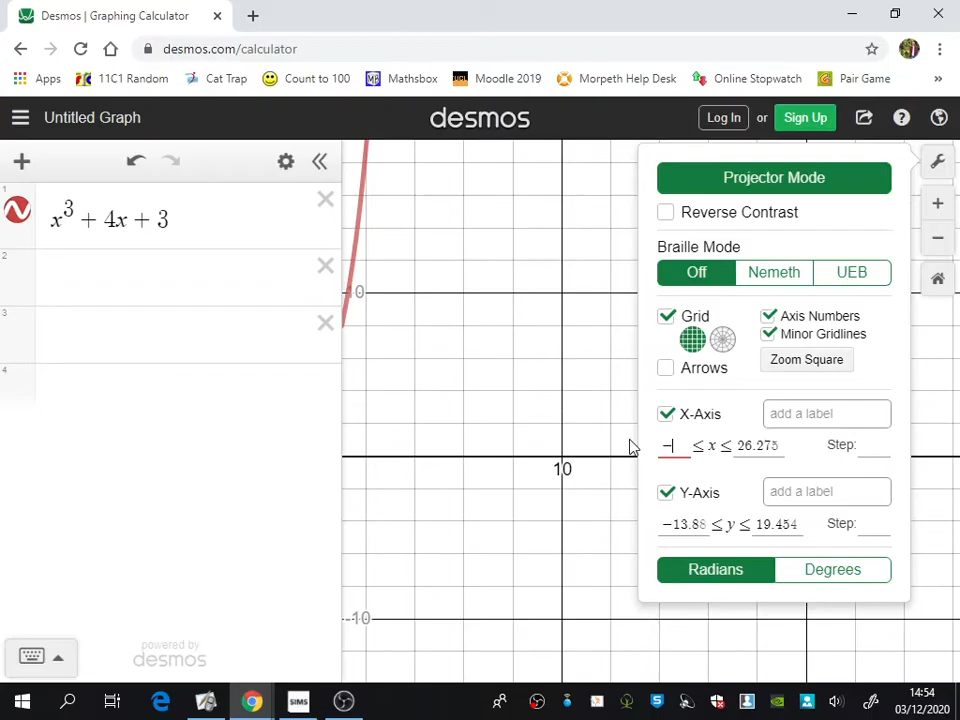 Desmos | Graphing Calculator
desmos.com/calculator
Apps
11C1 Random
Cat Trap
Count to 100
Mathsbox
Moodle 2019
Morpeth Help Desk
Online Stopwatch
Pair Game
»
Untitled Graph
desmos
Log In or Sign Up
1
x³ + 4x + 3
2
3
4
10
10
-10
Projector Mode
Reverse Contrast
Braille Mode
Off Nemeth UEB
Grid
Axis Numbers
Minor Gridlines
Zoom Square
Arrows
X-Axis add a label
− ≤ x ≤ 26.275 Step:
Y-Axis add a label
−13.88 ≤ y ≤ 19.454 Step:
Radians Degrees
powered by
desmos
SIMS
14:54
03/12/2020